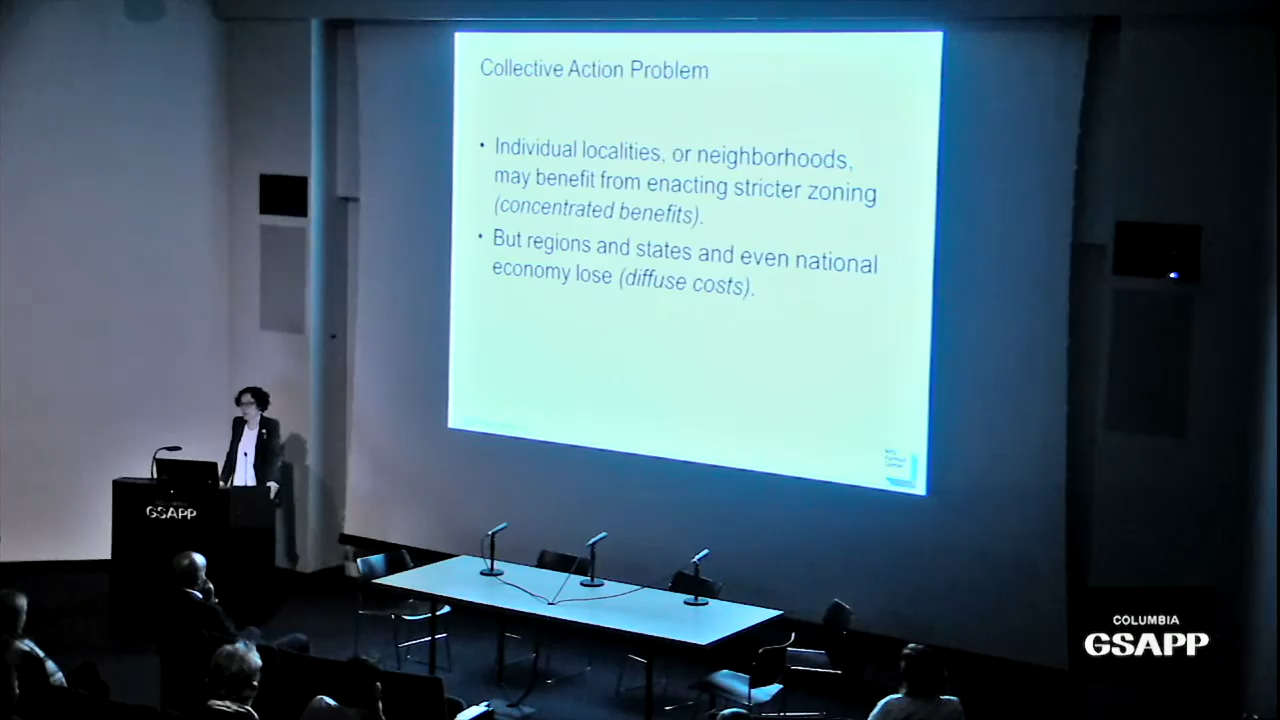 Collective Action Problem
• Individual localities, or neighborhoods,
may benefit from enacting stricter zoning
(concentrated benefits).
• But regions and states and even national
economy lose (diffuse costs).
GSAPP
COLUMBIA
GSAPP